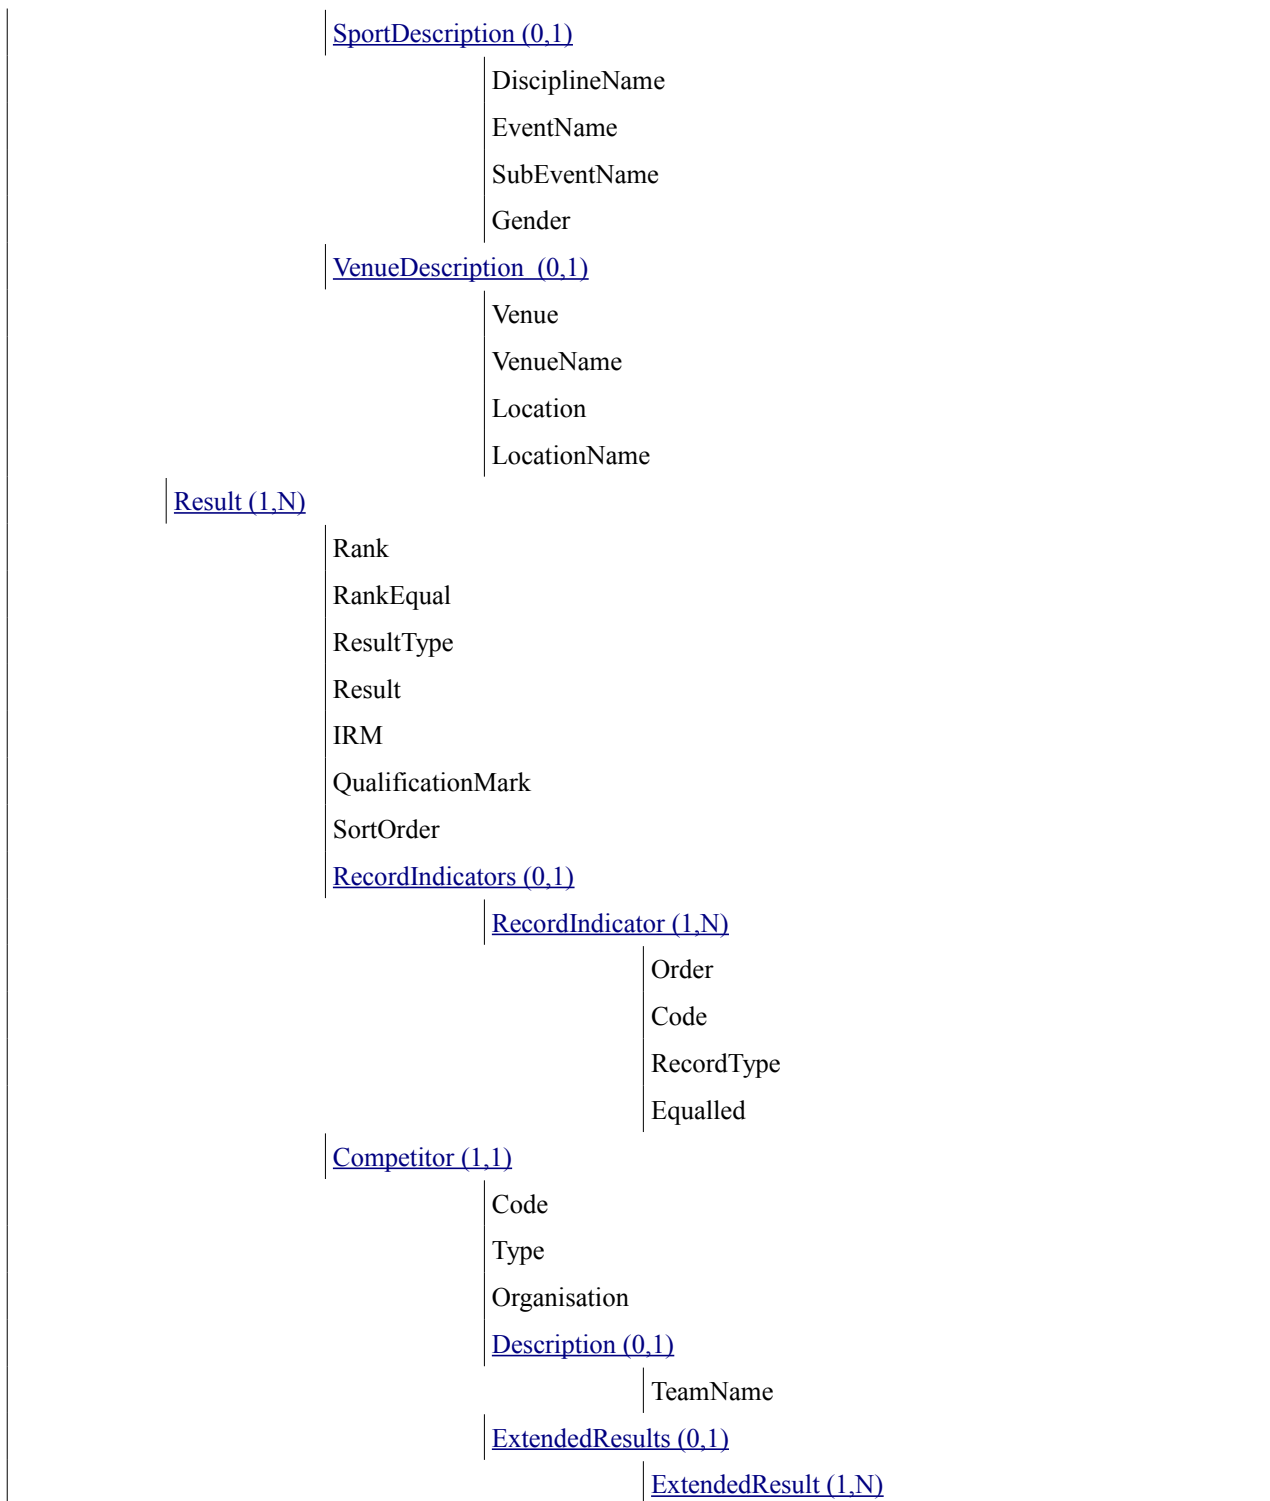 SportDescription (0,1)
DisciplineName
EventName
SubEventName
Gender
VenueDescription  (0,1)
Venue
VenueName
Location
LocationName
Result (1,N)
Rank
RankEqual
ResultType
Result
IRM
QualificationMark
SortOrder
RecordIndicators (0,1)
RecordIndicator (1,N)
Order
Code
RecordType
Equalled
Competitor (1,1)
Code
Type
Organisation
Description (0,1)
TeamName
ExtendedResults (0,1)
ExtendedResult (1,N)